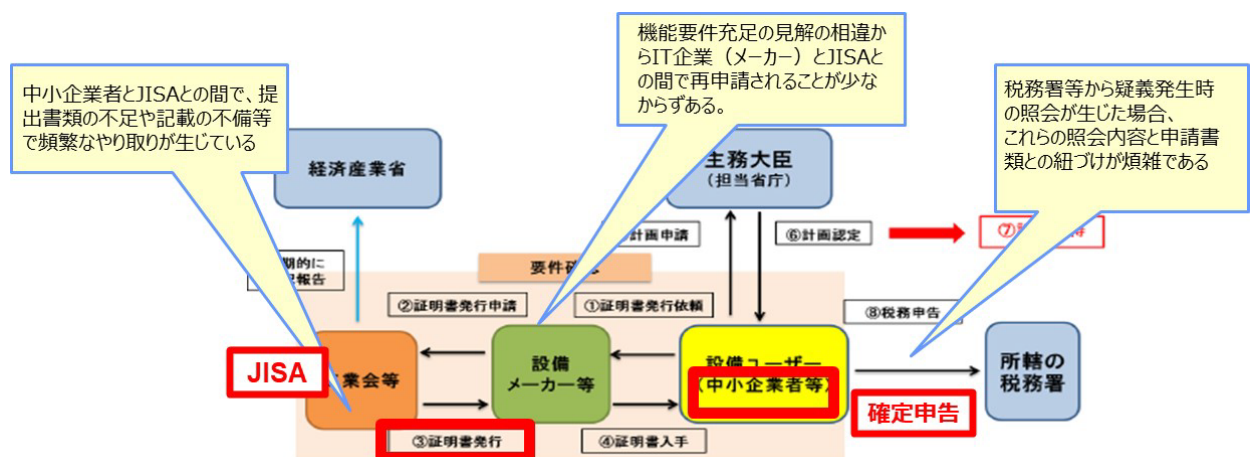 機能要件充足の見解の相違か
らIT企業（メーカー）とJISAと
の間で再申請されることが少な
からずある。
中小企業者とJISAとの間で、提
出書類の不足や記載の不備等
で頻繁なやり取りが生じている
税務署等から疑義発生時
の照会が生じた場合、
これらの照会内容と申請書
類との紐づけが煩雑である
経済産業省
主務大臣
（担当省庁）
計画申請
⑥計画認定
⑦
期的に
報告
要件確認
②証明書発行申請
①証明書発行依頼
⑧税務申告
JISA
業会等
設備
メーカー等
設備ユーザー
（中小企業者等）
所轄の
税務署
確定申告
③証明書発行
④証明書入手